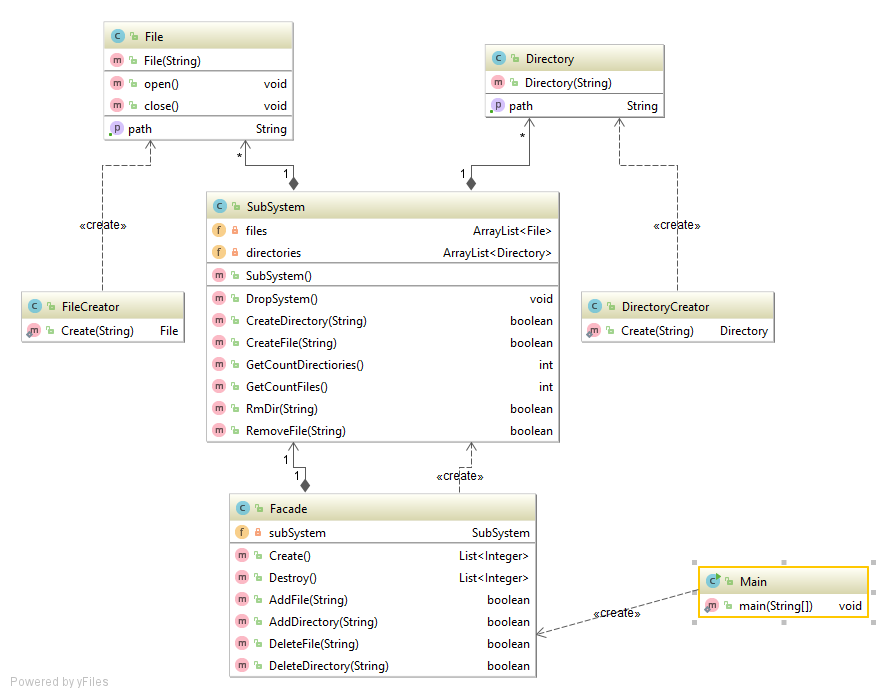 C File
m File(String)
m open() void
m close() void
p path String
C Directory
m Directory(String)
p path String
*
1
*
1
«create»
«create»
C SubSystem
f files ArrayList<File>
f directories ArrayList<Directory>
m SubSystem()
m DropSystem() void
m CreateDirectory(String) boolean
m CreateFile(String) boolean
m GetCountDirectiories() int
m GetCountFiles() int
m RmDir(String) boolean
m RemoveFile(String) boolean
C FileCreator
m Create(String) File
C DirectoryCreator
m Create(String) Directory
1
1
«create»
C Facade
f subSystem SubSystem
m Create() List<Integer>
m Destroy() List<Integer>
m AddFile(String) boolean
m AddDirectory(String) boolean
m DeleteFile(String) boolean
m DeleteDirectory(String) boolean
«create»
C Main
m main(String[]) void
Powered by yFiles